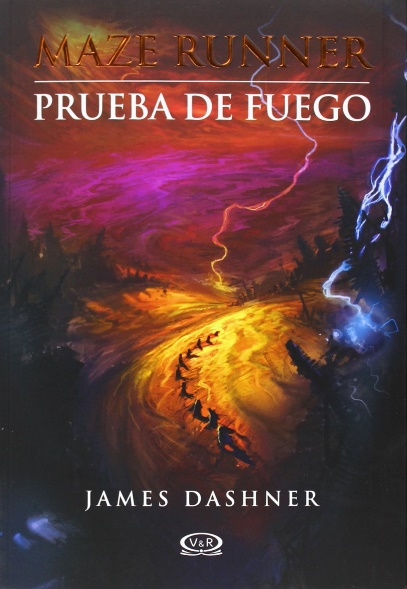 MAZE RUNNER
PRUEBA DE FUEGO
JAMES DASHNER
V&R